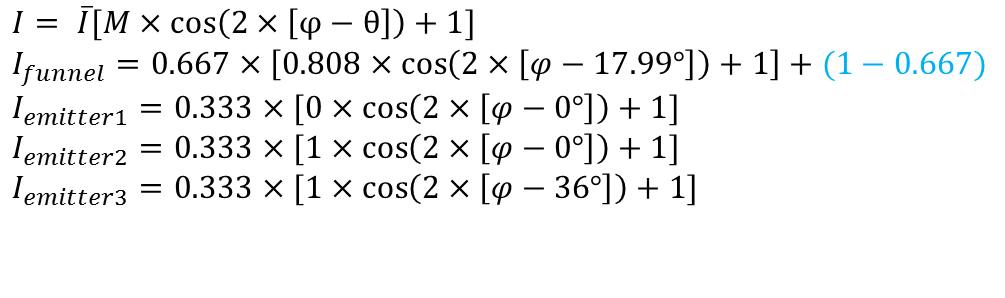 I = Ī[M × cos(2 × [φ − θ]) + 1]
I_funnel = 0.667 × [0.808 × cos(2 × [φ − 17.99°]) + 1] + (1 − 0.667)
I_emitter1 = 0.333 × [0 × cos(2 × [φ − 0°]) + 1]
I_emitter2 = 0.333 × [1 × cos(2 × [φ − 0°]) + 1]
I_emitter3 = 0.333 × [1 × cos(2 × [φ − 36°]) + 1]